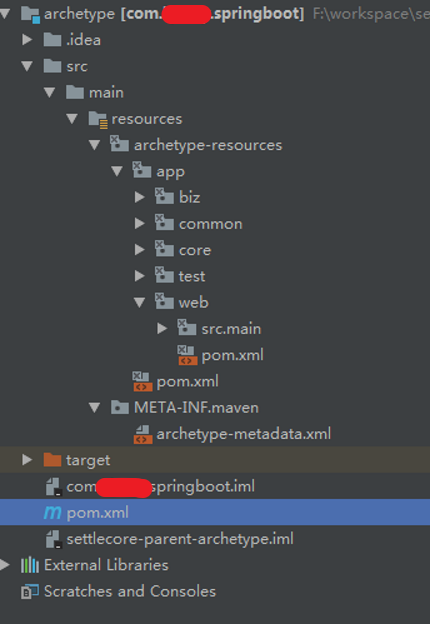 archetype [com. .springboot] F:\workspace\se
.idea
src
main
resources
archetype-resources
app
biz
common
core
test
web
src.main
pom.xml
pom.xml
META-INF.maven
archetype-metadata.xml
target
com springboot.iml
pom.xml
settlecore-parent-archetype.iml
External Libraries
Scratches and Consoles